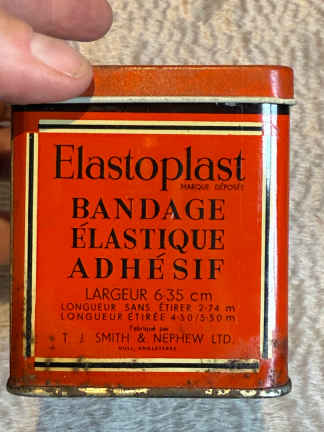 Elastoplast
MARQUE DÉPOSÉE
BANDAGE
ÉLASTIQUE
ADHÉSIF
LARGEUR 6·35 cm
LONGUEUR SANS ÉTIRER 2·74 m
LONGUEUR ÉTIRÉE 4·50/5·50 m
Fabriqué par
T. J. SMITH & NEPHEW LTD.
HULL, ANGLETERRE